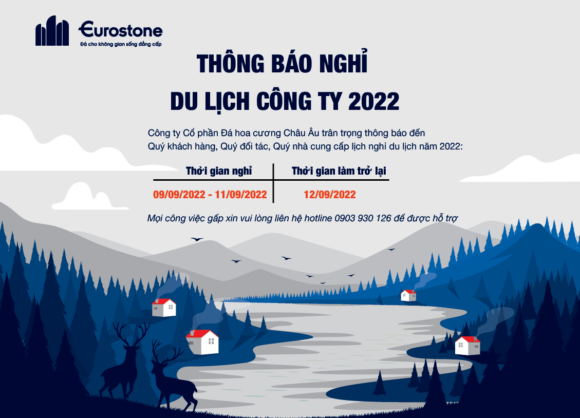 Eurostone
Đá cho không gian sống đẳng cấp
THÔNG BÁO NGHỈ
DU LỊCH CÔNG TY 2022
Công ty Cổ phần Đá hoa cương Châu Âu trân trọng thông báo đến
Quý khách hàng, Quý đối tác, Quý nhà cung cấp lịch nghỉ du lịch năm 2022:
Thời gian nghỉ Thời gian làm trở lại
09/09/2022 - 11/09/2022 12/09/2022
Mọi công việc gấp xin vui lòng liên hệ hotline 0903 930 126 để được hỗ trợ